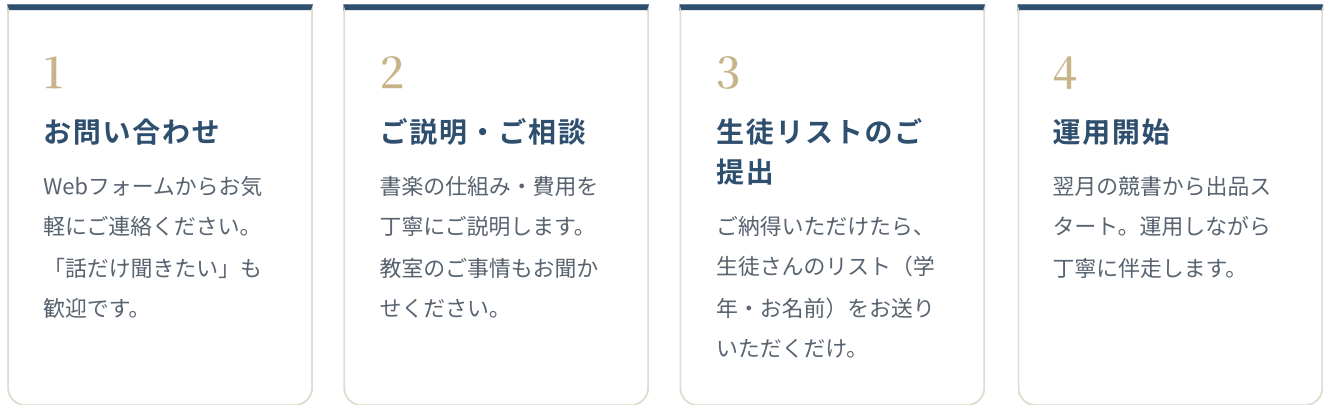 1
お問い合わせ
Webフォームからお気
軽にご連絡ください。
「話だけ聞きたい」も
歓迎です。
2
ご説明・ご相談
書楽の仕組み・費用を
丁寧にご説明します。
教室のご事情もお聞か
せください。
3
生徒リストのご
提出
ご納得いただけたら、
生徒さんのリスト（学
年・お名前）をお送り
いただくだけ。
4
運用開始
翌月の競書から出品ス
タート。運用しながら
丁寧に伴走します。